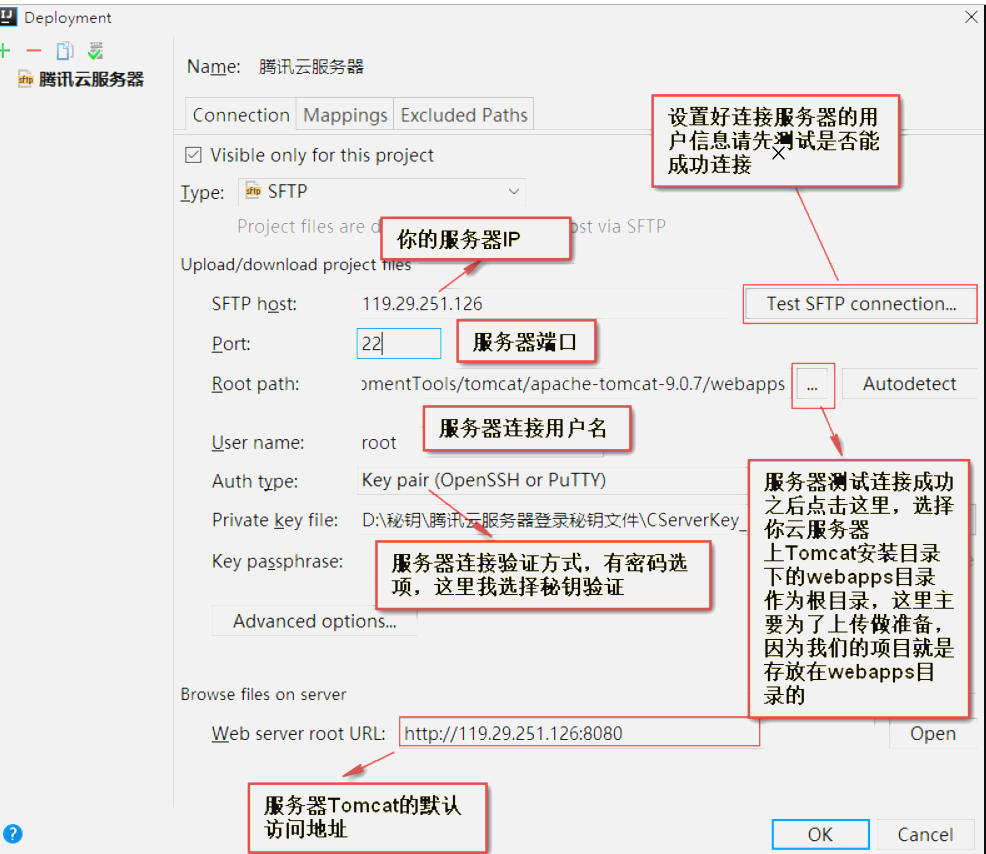 Deployment
腾讯云服务器
Name: 腾讯云服务器
Connection Mappings Excluded Paths
设置好连接服务器的用
户信息请先测试是否能
成功连接
Visible only for this project
Type: SFTP
Project files are d
ost via SFTP
你的服务器IP
Upload/download project files
SFTP host: 119.29.251.126
Test SFTP connection...
Port: 22
服务器端口
Root path: omentTools/tomcat/apache-tomcat-9.0.7/webapps ... Autodetect
服务器连接用户名
User name: root
Auth type: Key pair (OpenSSH or PuTTY)
Private key file: D:\秘钥\腾讯云服务器登录秘钥文件\CServerKey_
Key passphrase:
服务器连接验证方式，有密码选
项，这里我选择秘钥验证
服务器测试连接成功
之后点击这里，选择
你云服务器
上Tomcat安装目录
下的webapps目录
作为根目录，这里主
要为了上传做准备，
因为我们的项目就是
存放在webapps目
录的
Advanced options...
Browse files on server
Web server root URL: http://119.29.251.126:8080 Open
服务器Tomcat的默认
访问地址
OK Cancel